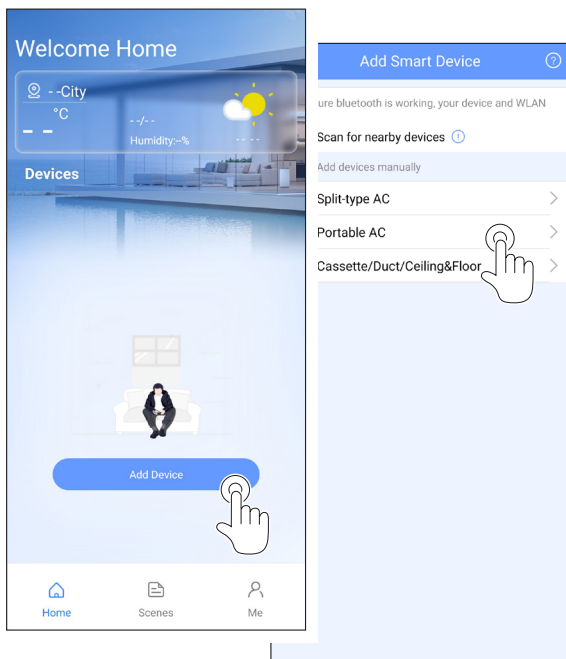 Welcome Home
--City
°C
--
--/--
Humidity:--%
-- --
Devices
Add Device
Home
Scenes
Me
Add Smart Device
?
ure bluetooth is working, your device and WLAN
Scan for nearby devices
Add devices manually
Split-type AC
Portable AC
Cassette/Duct/Ceiling&Floor